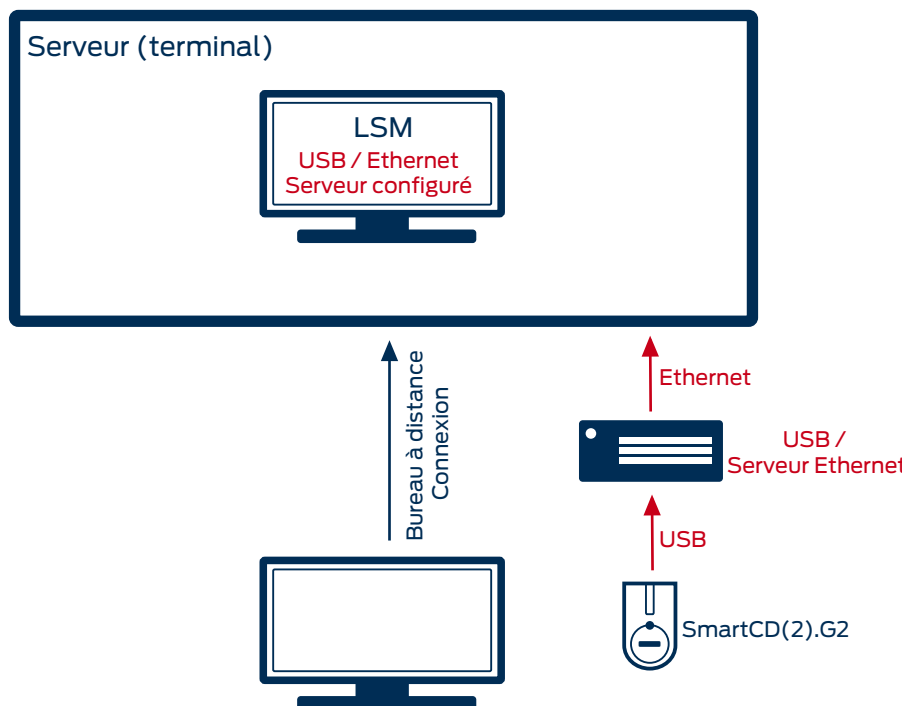 Serveur (terminal)
LSM
USB / Ethernet
Serveur configuré
Bureau à distance
Connexion
Ethernet
USB /
Serveur Ethernet
USB
SmartCD(2).G2